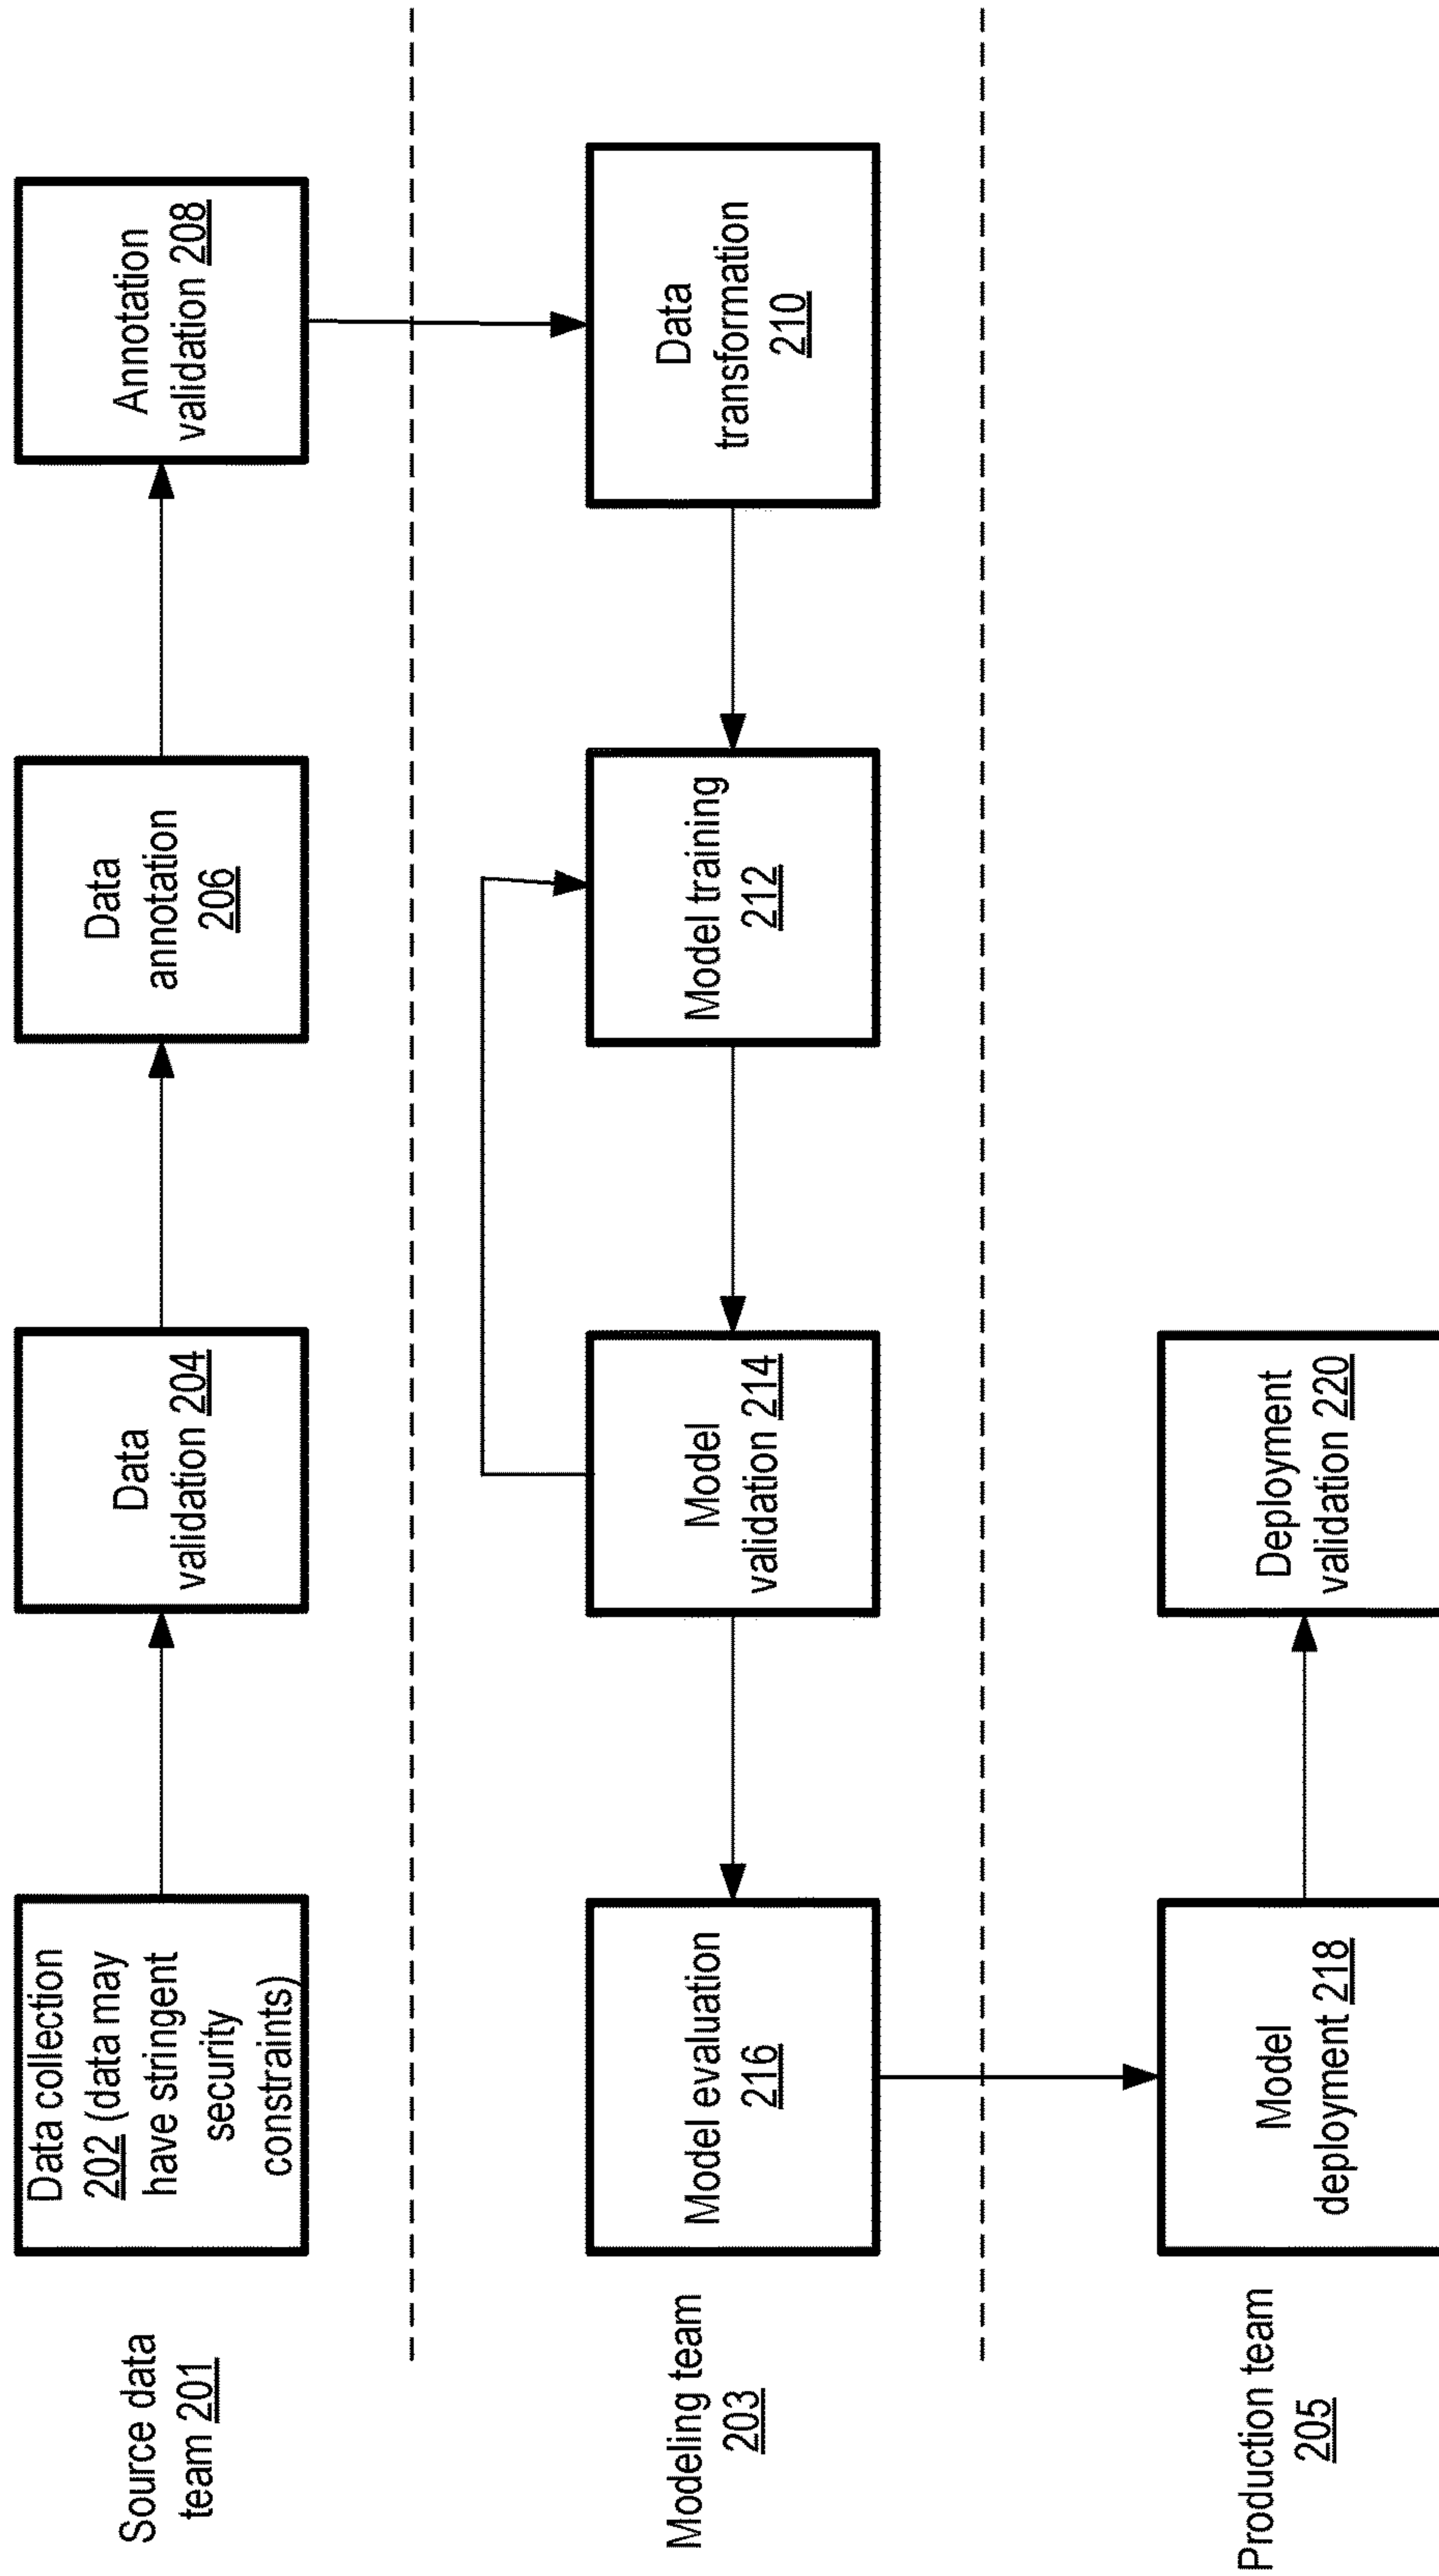 Source data
team 201
Data collection
202 (data may
have stringent
security
constraints)
Data
validation 204
Data
annotation
206
Annotation
validation 208
Modeling team
203
Model evaluation
216
Model
validation 214
Model training
212
Data
transformation
210
Production team
205
Model
deployment 218
Deployment
validation 220